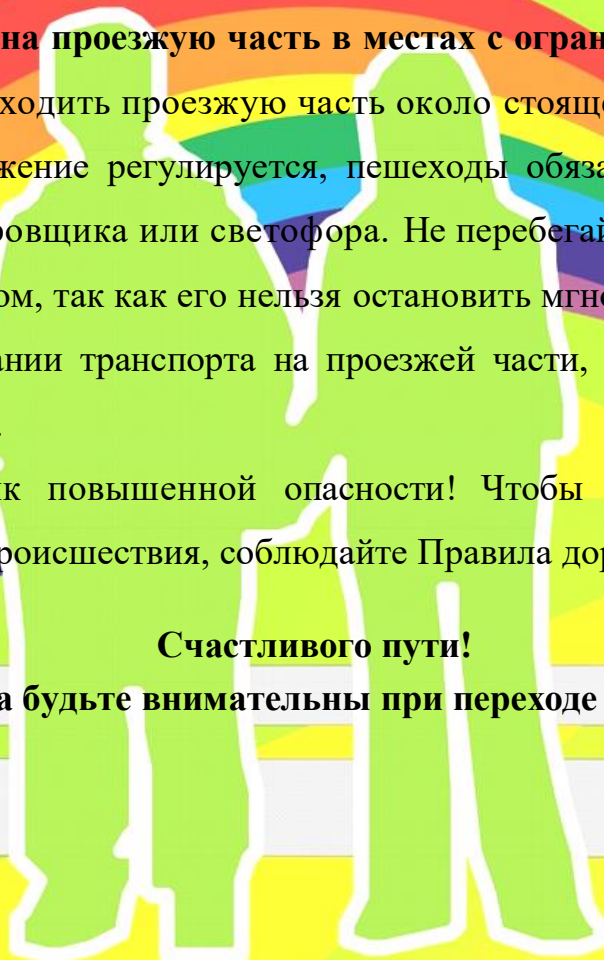 на проезжую часть в местах с огран
ходить проезжую часть около стояще
жение регулируется, пешеходы обяза
ровщика или светофора. Не перебегай
ом, так как его нельзя остановить мгно
ании транспорта на проезжей части,
.
ик повышенной опасности! Чтобы
роисшествия, соблюдайте Правила дор
Счастливого пути!
а будьте внимательны при переходе